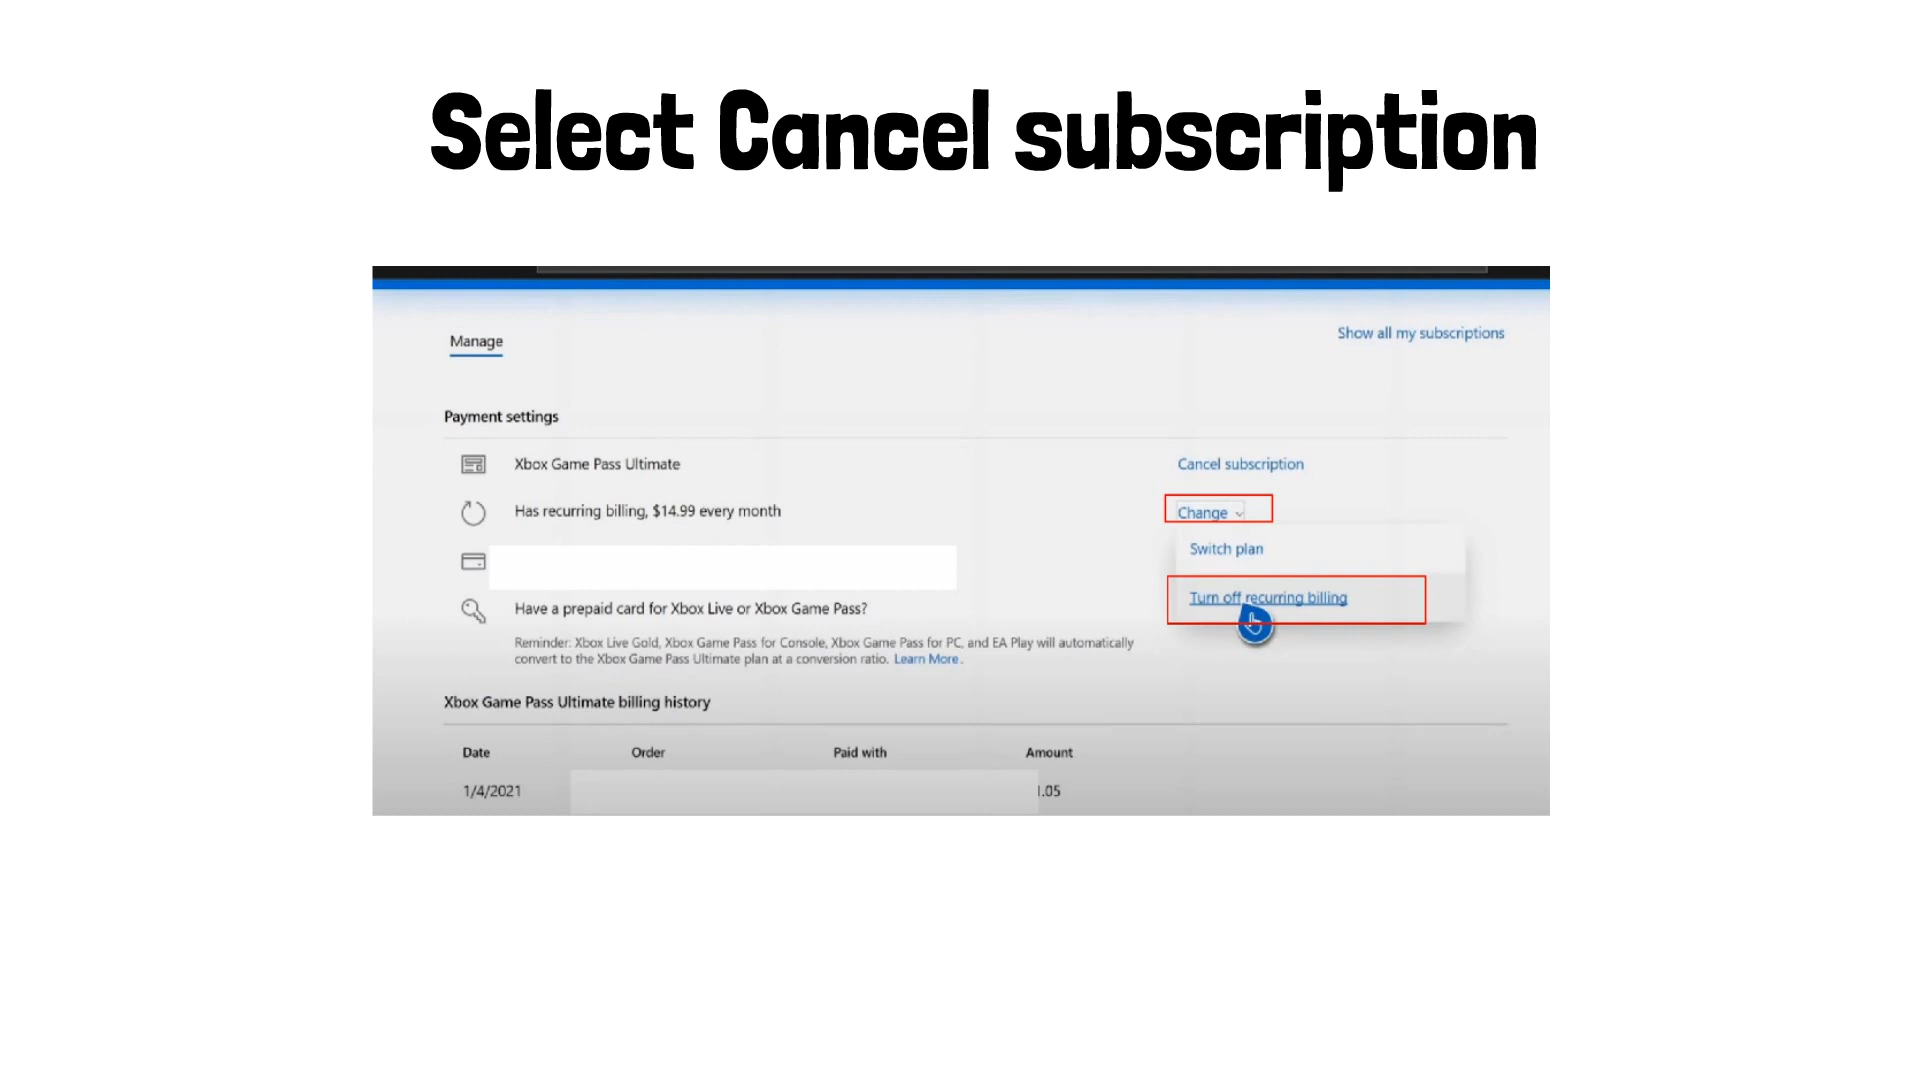 Select Cancel subscription
Manage
Show all my subscriptions
Payment settings
Xbox Game Pass Ultimate
Cancel subscription
Has recurring billing, $14.99 every month
Change
Switch plan
Turn off recurring billing
Have a prepaid card for Xbox Live or Xbox Game Pass?
Reminder: Xbox Live Gold, Xbox Game Pass for Console, Xbox Game Pass for PC, and EA Play will automatically
convert to the Xbox Game Pass Ultimate plan at a conversion ratio. Learn More.
Xbox Game Pass Ultimate billing history
Date Order Paid with Amount
1/4/2021 .05